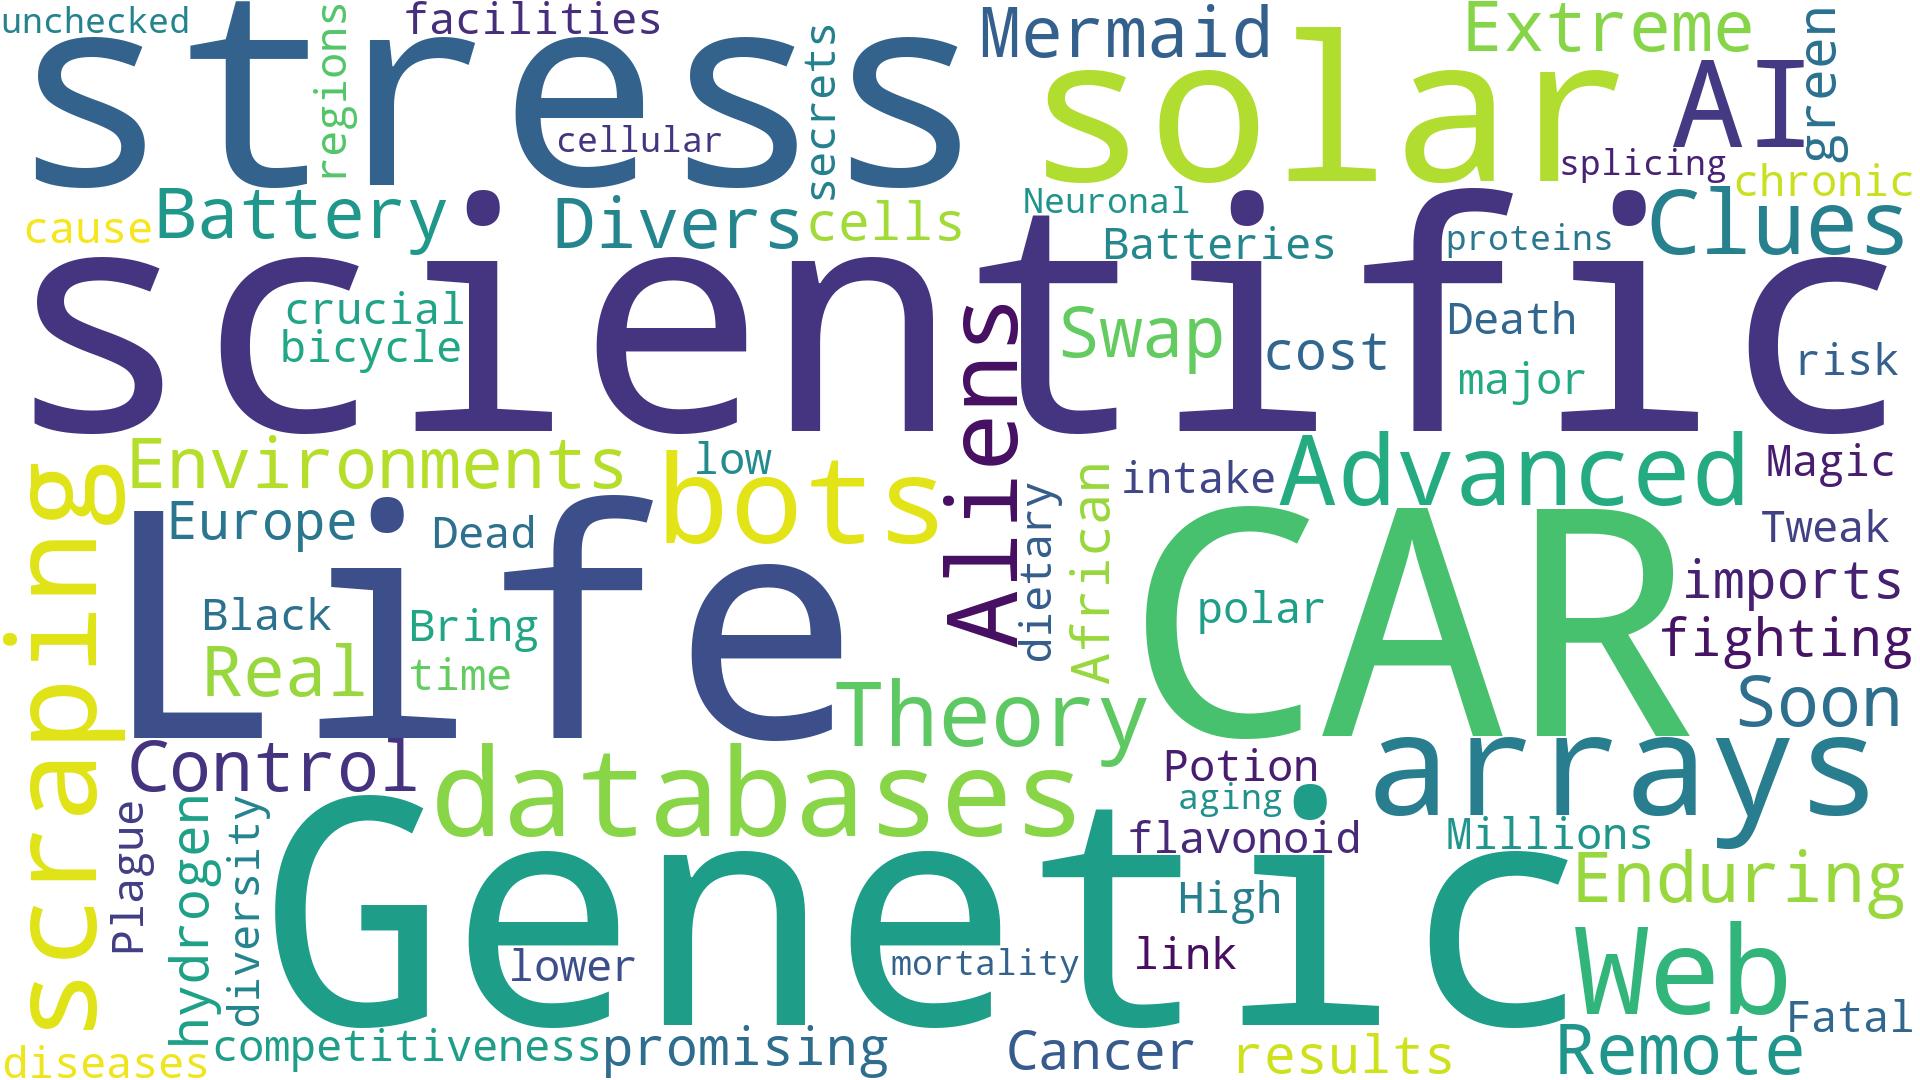 unchecked
facilities
stress
regions
cellular
secrets
Mermaid
solar
Extreme
AI
green
splicing
chronic
cause
Battery
Divers
cells
Neuronal
Batteries
proteins
Clues
scientific
crucial
bicycle
Aliens
Swap
cost
Death
major
risk
scraping
Environments
low
bots
dietary
African
intake
Advanced
Magic
Europe
Dead
Life
Black
Bring
Real
time
CAR
polar
Tweak
imports
fighting
Soon
Theory
Control
databases
Potion
aging
arrays
Plague
hydrogen
diversity
flavonoid
Millions
Genetic
High
Enduring
lower
mortality
link
Web
Fatal
diseases
competitiveness
promising
Cancer
results
Remote